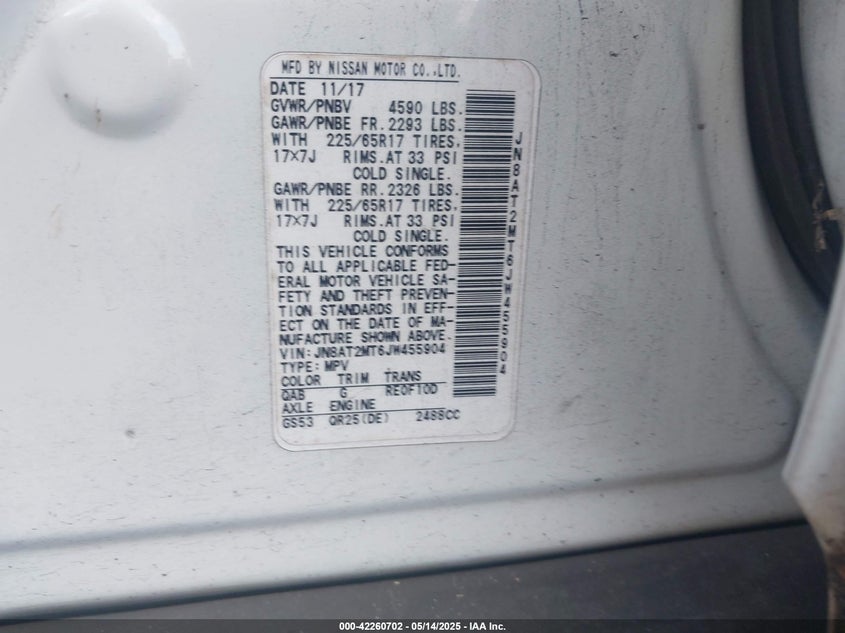 MFD BY NISSAN MOTOR CO.,LTD.
DATE 11/17
GVWR/PNBV 4590 LBS.
GAWR/PNBE FR. 2293 LBS.
WITH 225/65R17 TIRES.
17×7J RIMS.AT 33 PSI
COLD SINGLE.
GAWR/PNBE RR. 2326 LBS.
WITH 225/65R17 TIRES.
17×7J RIMS.AT 33 PSI
COLD SINGLE.
THIS VEHICLE CONFORMS
TO ALL APPLICABLE FED-
ERAL MOTOR VEHICLE SA-
FETY AND THEFT PREVEN-
TION STANDARDS IN EFF-
ECT ON THE DATE OF MA-
NUFACTURE SHOWN ABOVE.
VIN:JN8AT2MT6JW455904
TYPE:MPV
COLOR TRIM TRANS
QAB G RE0F10D
AXLE ENGINE
GS53 QR25(DE) 2488CC
JN8AT2MT6JW455904
000-42260702 - 05/14/2025 - IAA Inc.